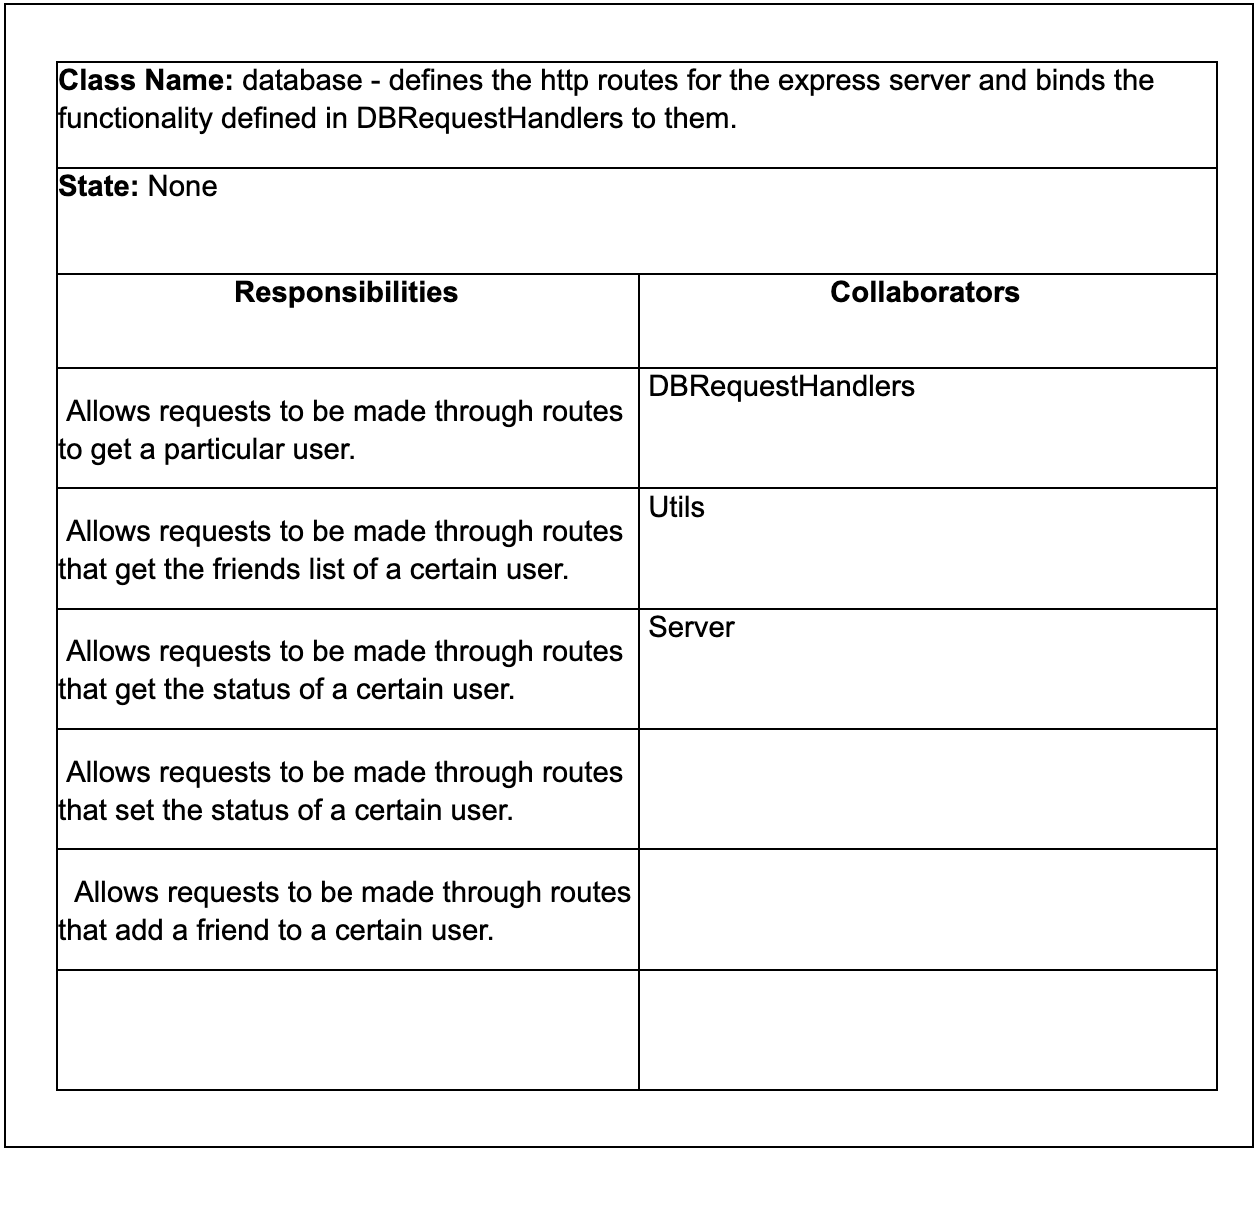 Class Name: database - defines the http routes for the express server and binds the
functionality defined in DBRequestHandlers to them.
State: None
Responsibilities
Collaborators
Allows requests to be made through routes
to get a particular user.
DBRequestHandlers
Allows requests to be made through routes
that get the friends list of a certain user.
Utils
Allows requests to be made through routes
that get the status of a certain user.
Server
Allows requests to be made through routes
that set the status of a certain user.
Allows requests to be made through routes
that add a friend to a certain user.